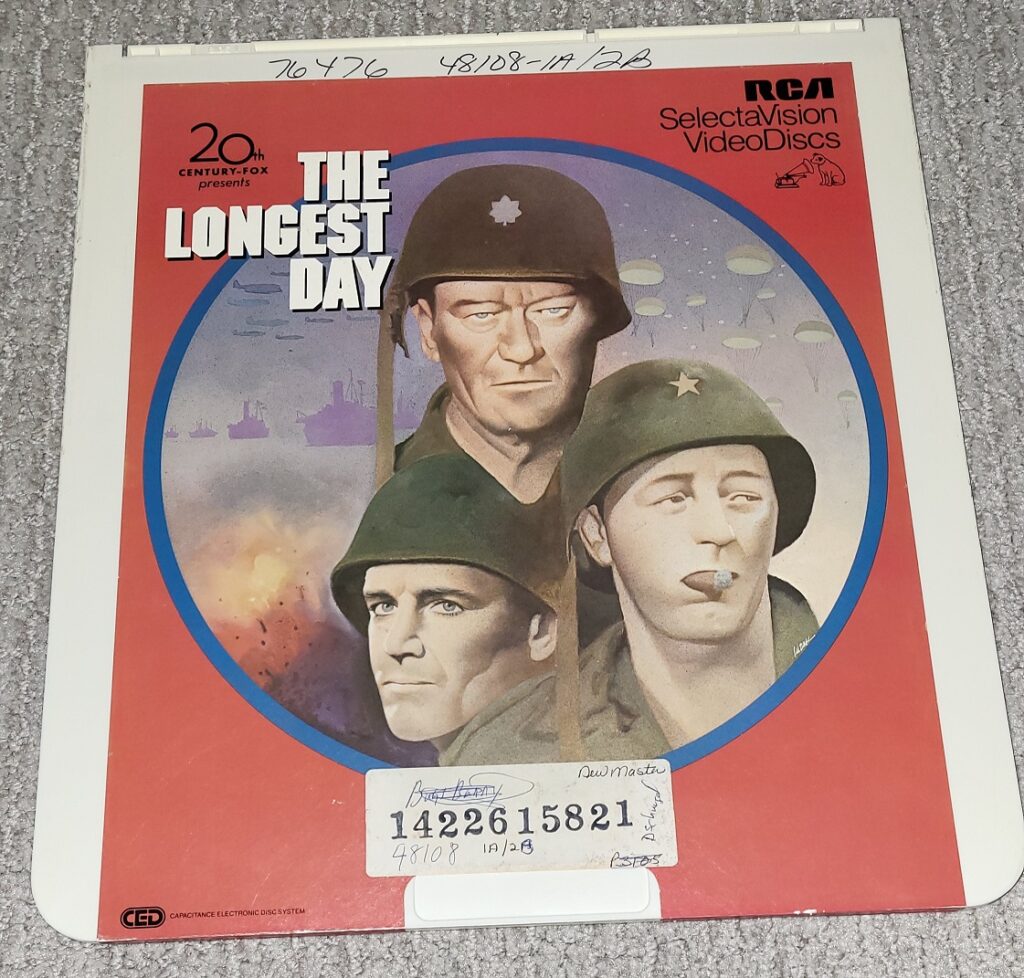 76476 48108-1A/2B
RCA
SelectaVision
VideoDiscs
20th
CENTURY-FOX
presents
THE
LONGEST
DAY
New Master
1422615821
48108 1A/2B
CED CAPACITANCE ELECTRONIC DISC SYSTEM